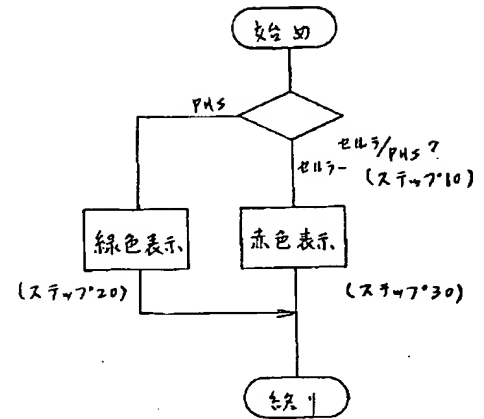 始め
PHS
セルラ/PHS?
セルラー
(ステップ10)
緑色表示
赤色表示
(ステップ20)
(ステップ30)
終り